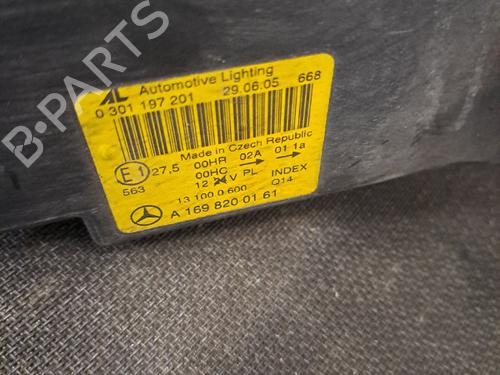 AL Automotive Lighting
0 301 197 201 29.06.05 668
Made in Czech Republic
E1 27,5 00HR 02A 01 1a
563 00HC
12 24 V PL INDEX
13 100 0 600 Q14
A 169 820 01 61
B-PARTS